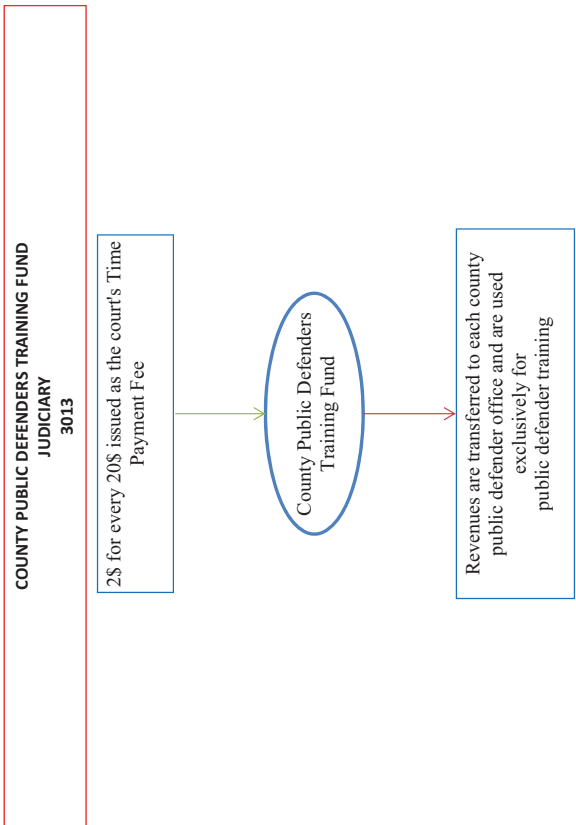 COUNTY PUBLIC DEFENDERS TRAINING FUND
JUDICIARY
3013
2$ for every 20$ issued as the court's Time
Payment Fee
County Public Defenders
Training Fund
Revenues are transferred to each county
public defender office and are used
exclusively for
public defender training